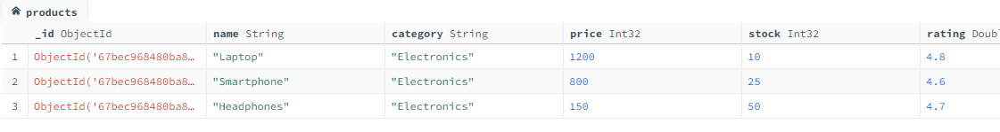 products
_id ObjectId name String category String price Int32 stock Int32 rating Doubl
1 ObjectId('67bec968480ba8… "Laptop" "Electronics" 1200 10 4.8
2 ObjectId('67bec968480ba8… "Smartphone" "Electronics" 800 25 4.6
3 ObjectId('67bec968480ba8… "Headphones" "Electronics" 150 50 4.7